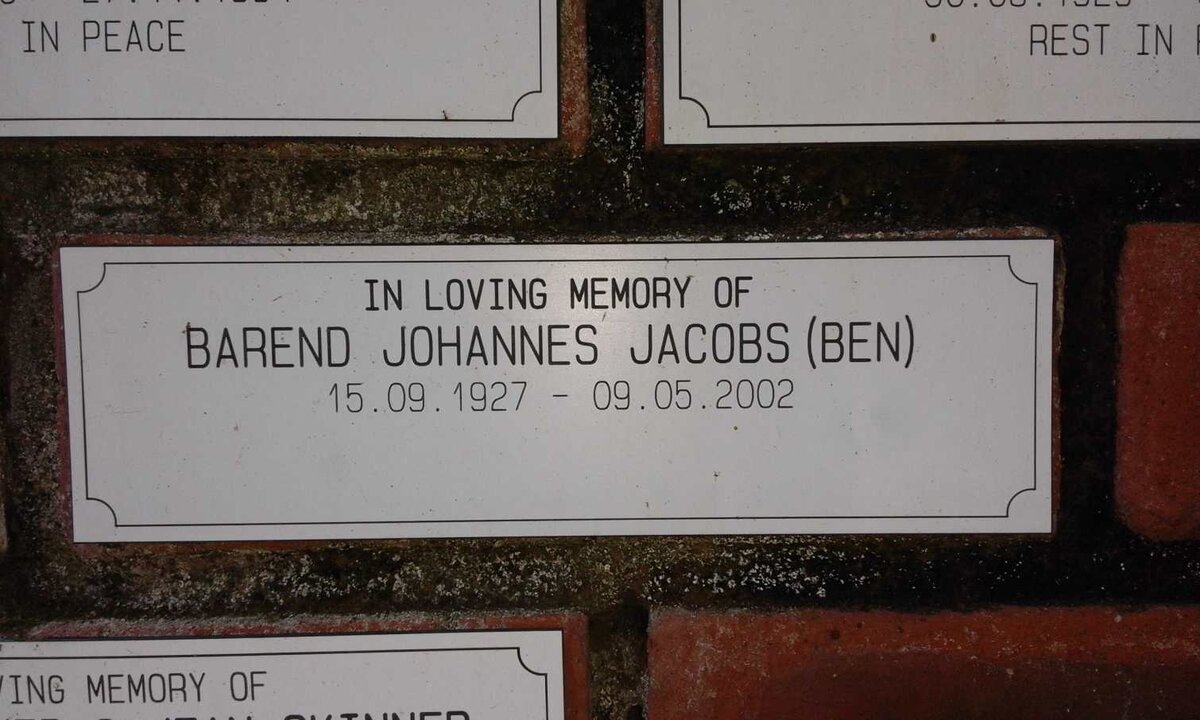 IN PEACE
REST IN
IN LOVING MEMORY OF
BAREND JOHANNES JACOBS (BEN)
15.09.1927 - 09.05.2002
MEMORY OF